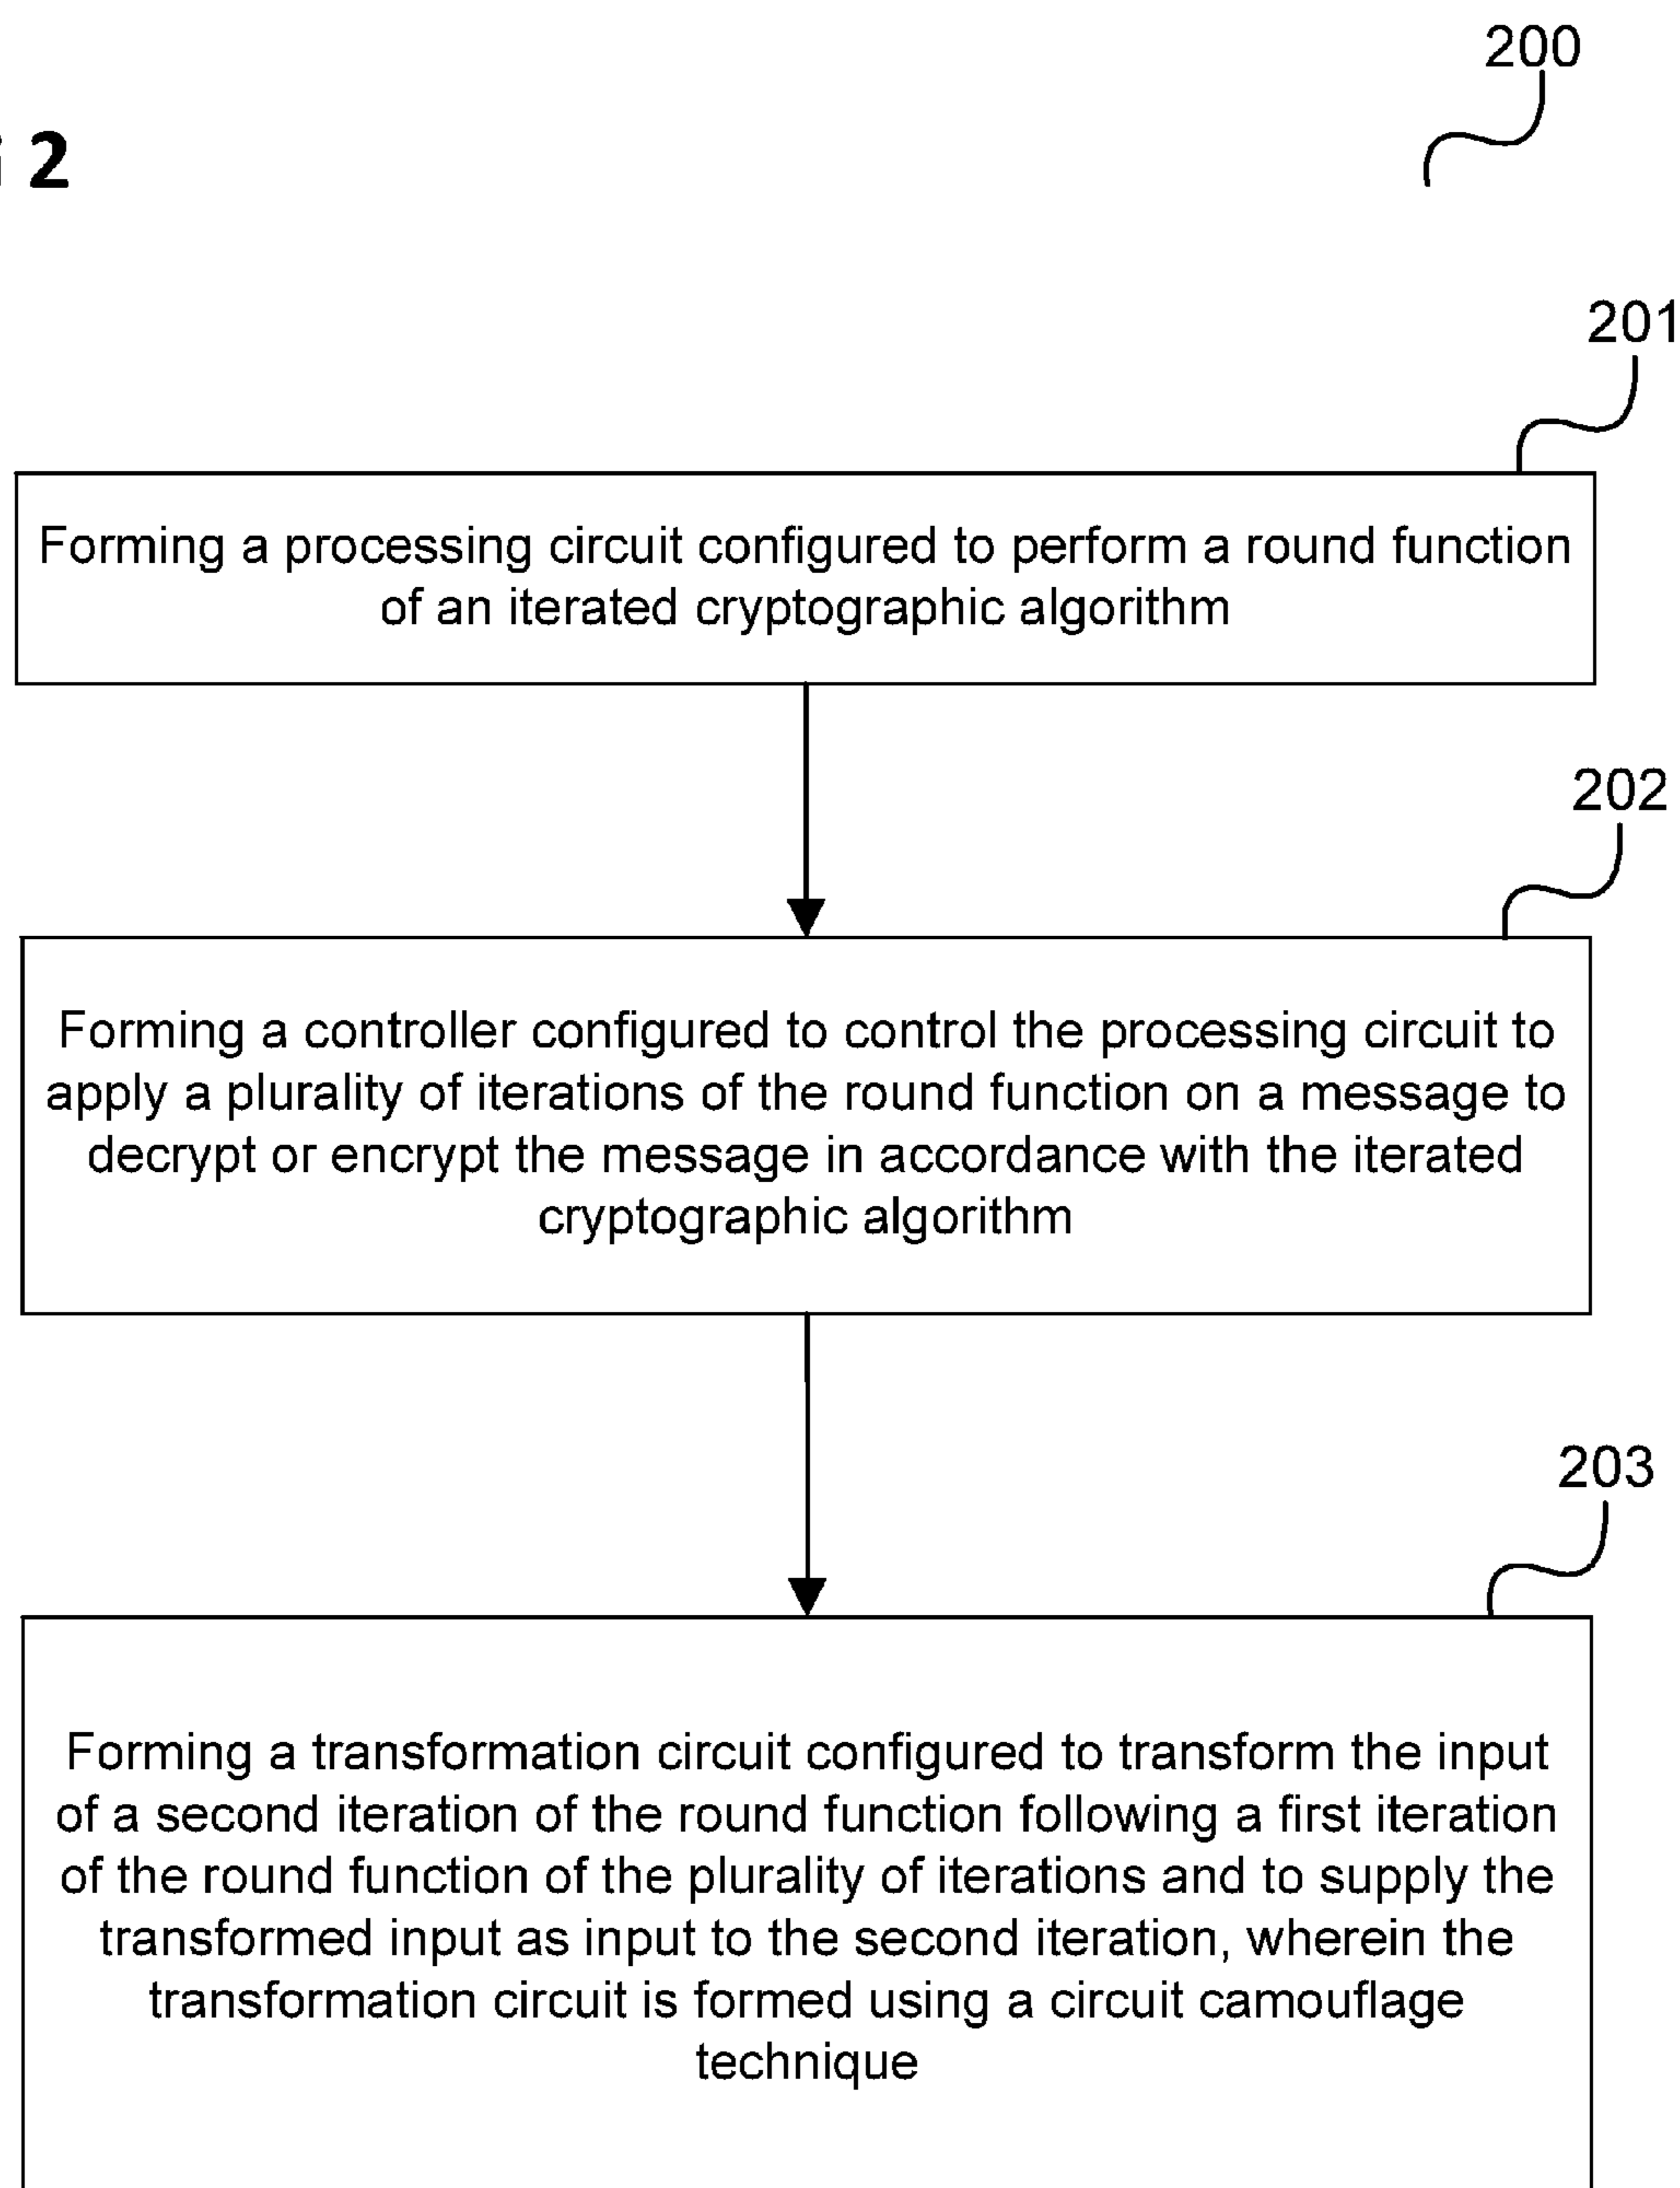 200
2
201
Forming a processing circuit configured to perform a round function
of an iterated cryptographic algorithm
202
Forming a controller configured to control the processing circuit to
apply a plurality of iterations of the round function on a message to
decrypt or encrypt the message in accordance with the iterated
cryptographic algorithm
203
Forming a transformation circuit configured to transform the input
of a second iteration of the round function following a first iteration
of the round function of the plurality of iterations and to supply the
transformed input as input to the second iteration, wherein the
transformation circuit is formed using a circuit camouflage
technique